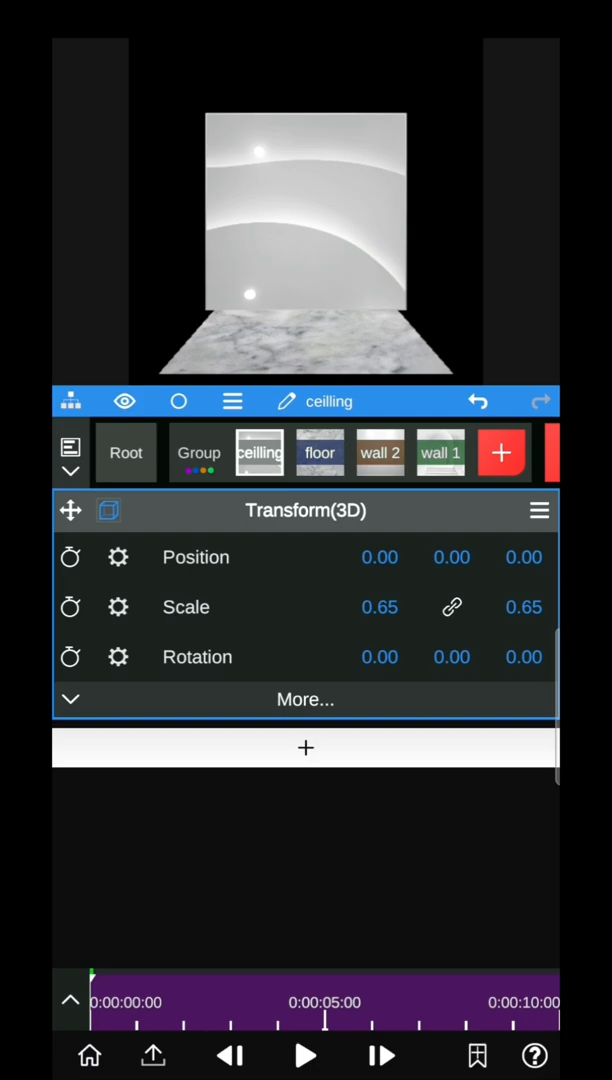 ceilling
Root Group ceilling floor wall 2 wall 1 +
Transform(3D)
Position 0.00 0.00 0.00
Scale 0.65 0.65
Rotation 0.00 0.00 0.00
More...
+
0:00:00:00 0:00:05:00 0:00:10:00
?